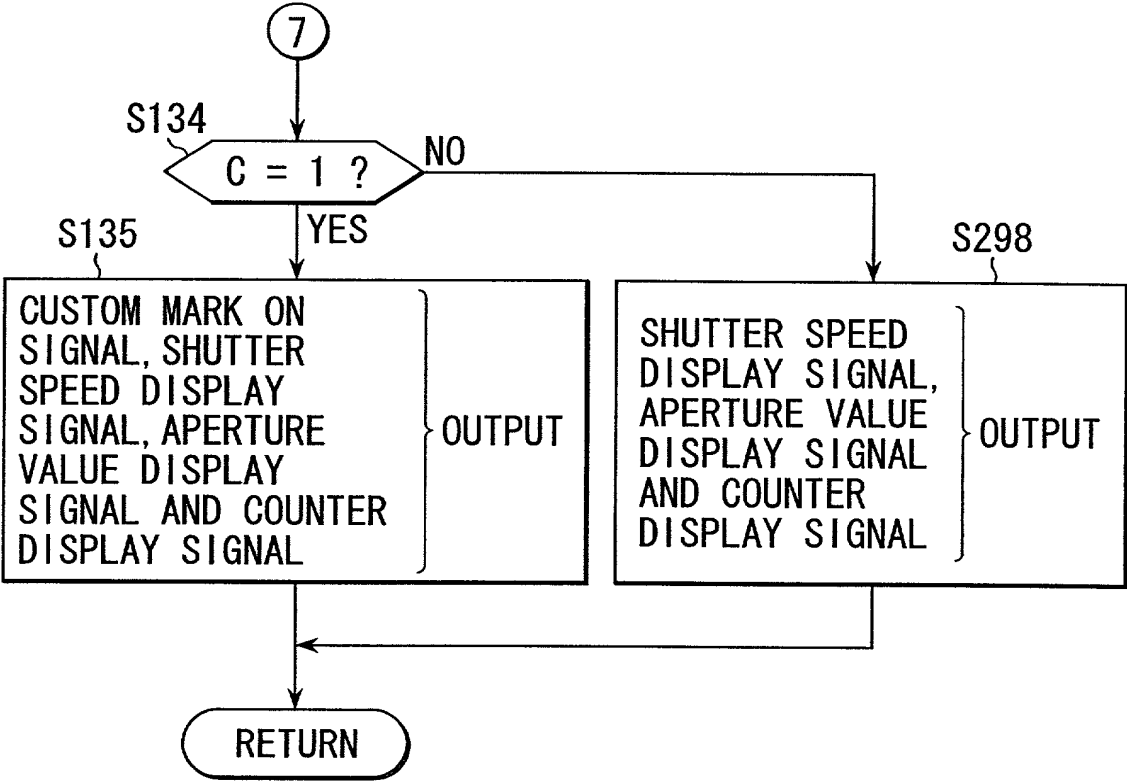 7
S134
C = 1 ?
NO
YES
S135
CUSTOM MARK ON
SIGNAL, SHUTTER
SPEED DISPLAY
SIGNAL, APERTURE
VALUE DISPLAY
SIGNAL AND COUNTER
DISPLAY SIGNAL
OUTPUT
S298
SHUTTER SPEED
DISPLAY SIGNAL,
APERTURE VALUE
DISPLAY SIGNAL
AND COUNTER
DISPLAY SIGNAL
OUTPUT
RETURN